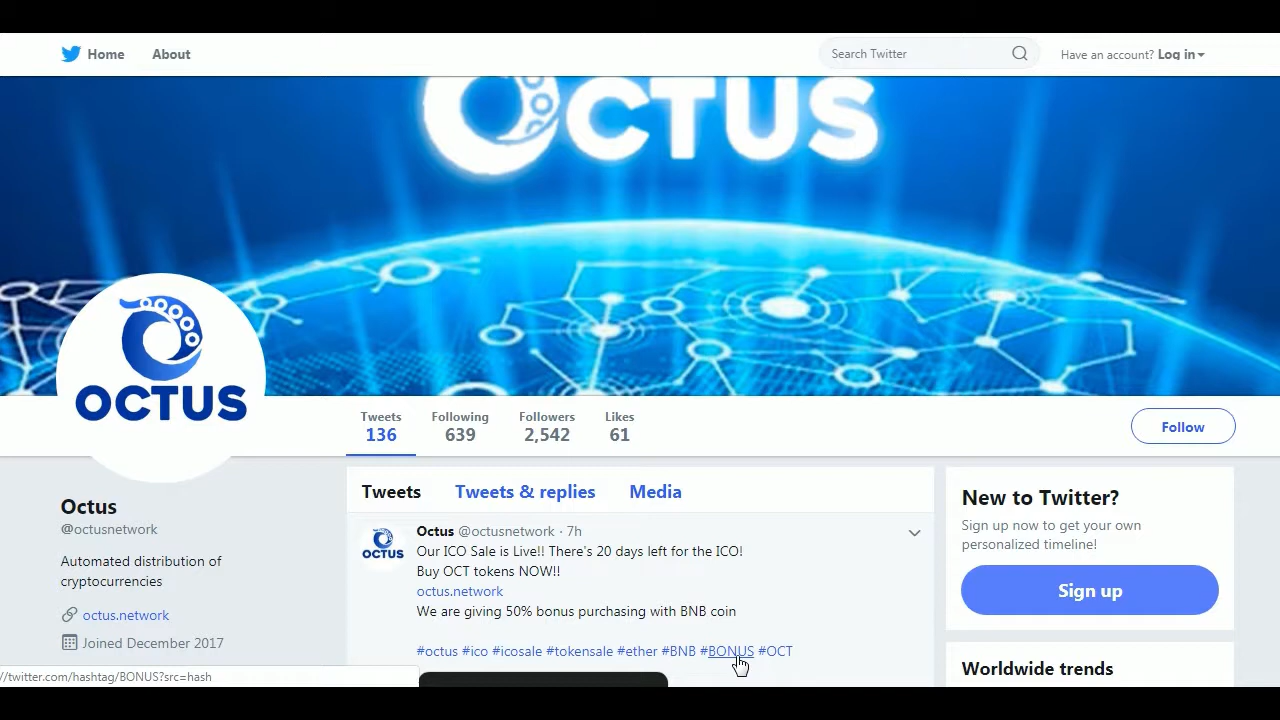 Home
About
Search Twitter
Have an account? Log in
OCTUS
OCTUS
Tweets
136
Following
639
Followers
2,542
Likes
61
Follow
Octus
@octusnetwork
Automated distribution of
cryptocurrencies
octus.network
Joined December 2017
Tweets
Tweets & replies
Media
OCTUS
Octus @octusnetwork · 7h
Our ICO Sale is Live!! There's 20 days left for the ICO!
Buy OCT tokens NOW!!
octus.network
We are giving 50% bonus purchasing with BNB coin
#octus #ico #icosale #tokensale #ether #BNB #BONUS #OCT
New to Twitter?
Sign up now to get your own
personalized timeline!
Sign up
Worldwide trends
//twitter.com/hashtag/BONUS?src=hash